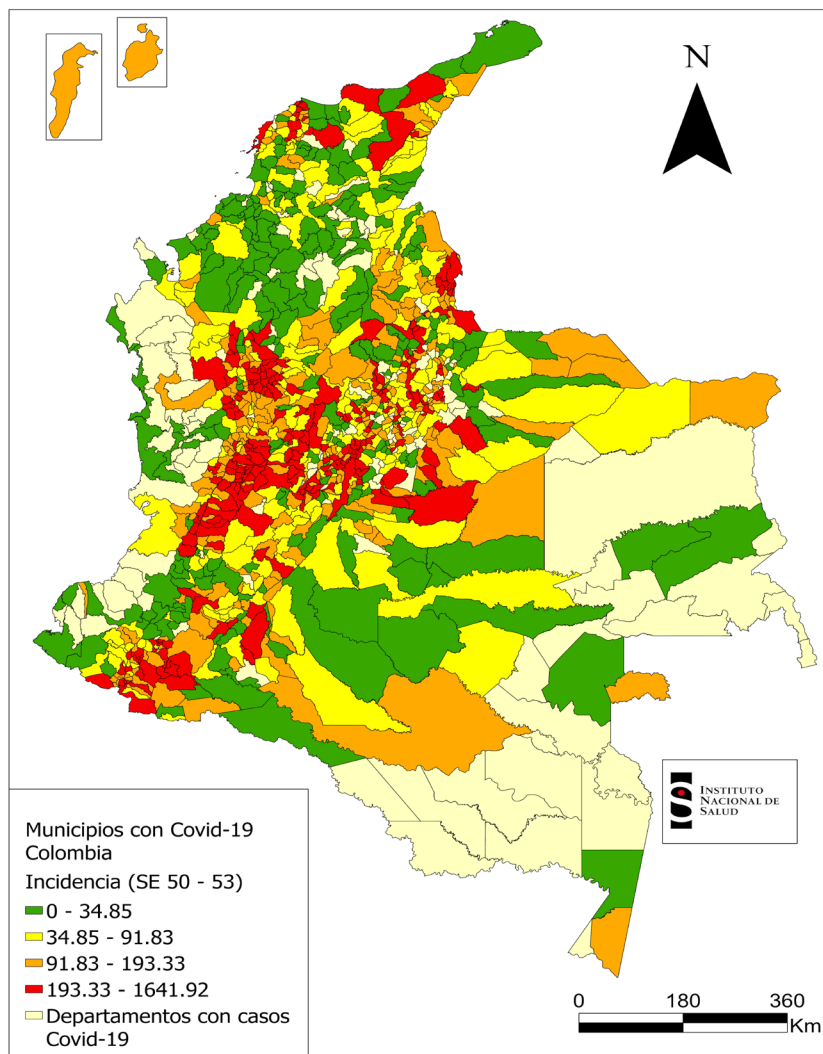 N
INSTITUTO
NACIONAL DE
SALUD
Municipios con Covid-19
Colombia
Incidencia (SE 50 - 53)
0 - 34.85
34.85 - 91.83
91.83 - 193.33
193.33 - 1641.92
Departamentos con casos
Covid-19
0 180 360
Km